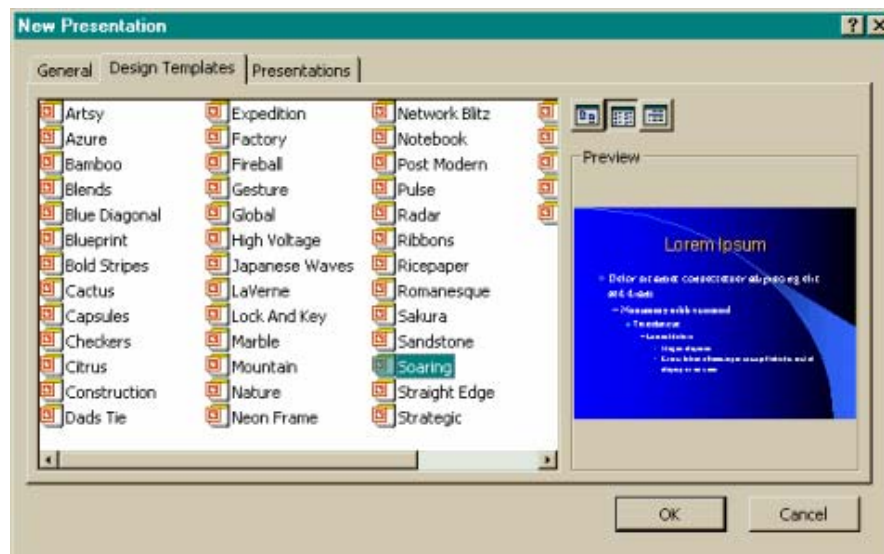 New Presentation
General Design Templates Presentations
Artsy
Azure
Bamboo
Blends
Blue Diagonal
Blueprint
Bold Stripes
Cactus
Capsules
Checkers
Citrus
Construction
Dads Tie
Expedition
Factory
Fireball
Gesture
Global
High Voltage
Japanese Waves
LaVerne
Lock And Key
Marble
Mountain
Nature
Neon Frame
Network Blitz
Notebook
Post Modern
Pulse
Radar
Ribbons
Ricepaper
Romanesque
Sakura
Sandstone
Soaring
Straight Edge
Strategic
Preview
Lorem Ipsum
OK Cancel